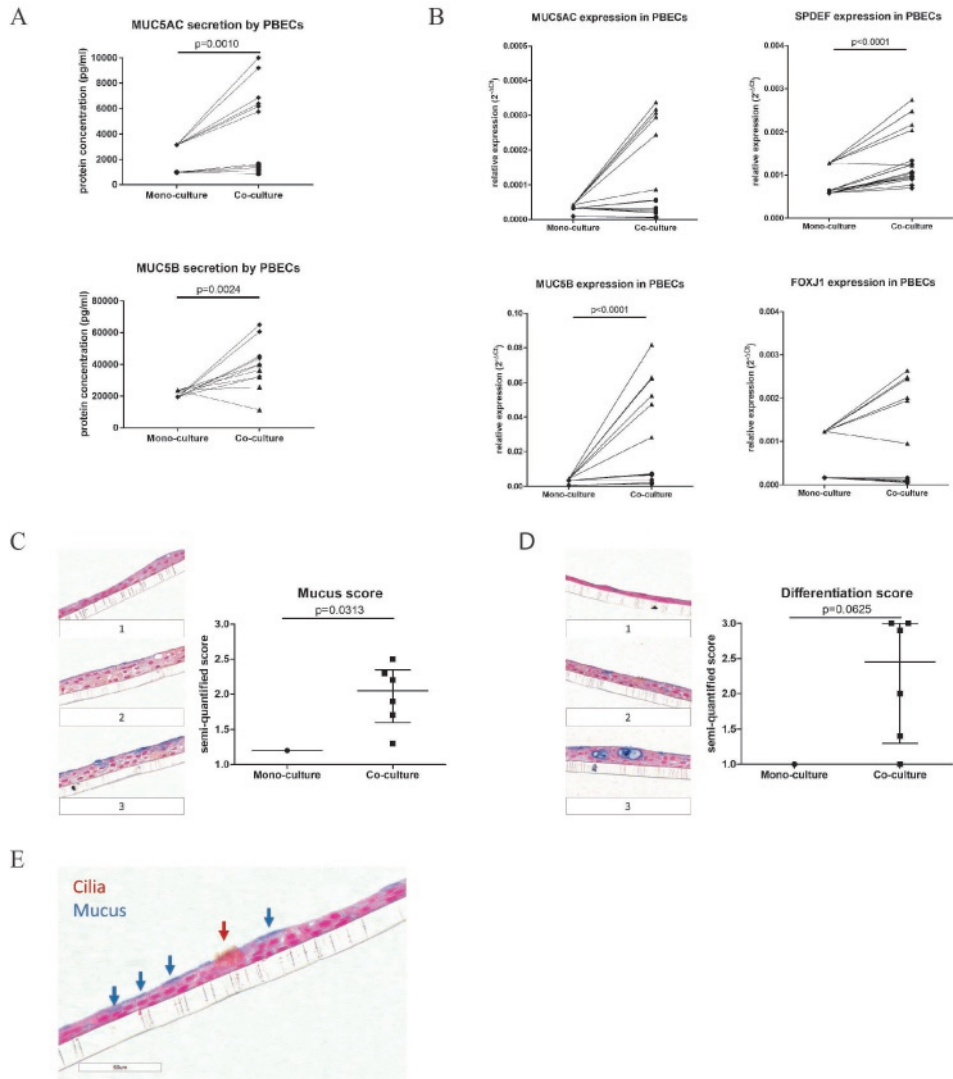 A
MUC5AC secretion by PBECs
p=0.0010
protein concentration (pg/ml)
10000
8000
6000
4000
2000
0
Mono-culture
Co-culture
MUC5B secretion by PBECs
p=0.0024
protein concentration (pg/ml)
80000
60000
40000
20000
0
Mono-culture
Co-culture
B
MUC5AC expression in PBECs
relative expression (2^-ΔCt)
0.0005
0.0004
0.0003
0.0002
0.0001
0.0000
Mono-culture
Co-culture
SPDEF expression in PBECs
p<0.0001
relative expression (2^-ΔCt)
0.004
0.003
0.002
0.001
0.000
Mono-culture
Co-culture
MUC5B expression in PBECs
p<0.0001
relative expression (2^-ΔCt)
0.10
0.08
0.06
0.04
0.02
0.00
Mono-culture
Co-culture
FOXJ1 expression in PBECs
relative expression (2^-ΔCt)
0.004
0.003
0.002
0.001
0.000
Mono-culture
Co-culture
C
1
2
3
Mucus score
p=0.0313
semi-quantified score
3.0
2.5
2.0
1.5
1.0
Mono-culture
Co-culture
D
1
2
3
Differentiation score
p=0.0625
semi-quantified score
3.0
2.5
2.0
1.5
1.0
Mono-culture
Co-culture
E
Cilia
Mucus